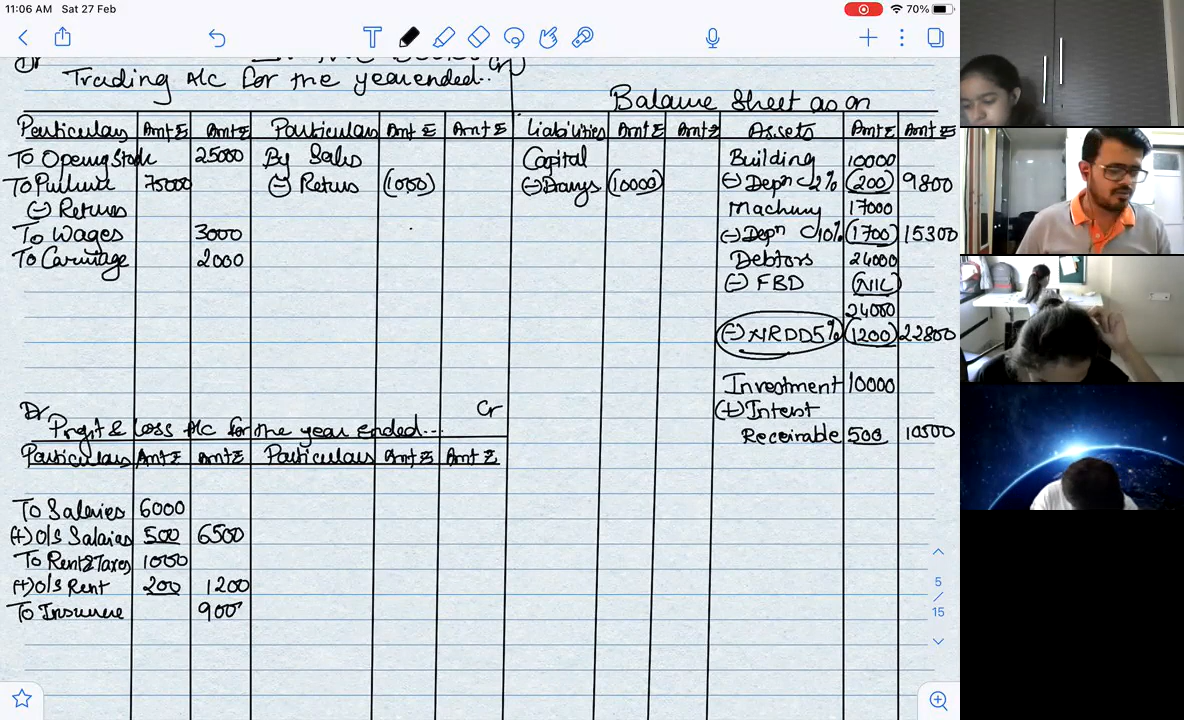 11:06 AM Sat 27 Feb
70%
Dr
Cr
Trading A/c for the year ended..
Particulars Amt ₹ Amt ₹ Particulars Amt ₹ Amt ₹
To Opening Stock 25000 By Sales
To Purchase 75000 (-) Returns (1000)
(-) Returns
To Wages 3000
To Carriage 2000
Balance Sheet as on
Liabilities Amt ₹ Amt ₹ Assets Amt ₹ Amt ₹
Capital Building 10000
(-) Draws (10000) (-) Depn 2% (200) 9800
Machinery 17000
(-) Depn 10% (1700) 15300
Debtors 24000
(-) FBD (NIL)
24000
(-) NRDD 5% (1200) 22800
Investment 10000
(+) Interest
Receivable 500 10500
Dr Cr
Profit & Loss A/c for the year ended...
Particulars Amt ₹ Amt ₹ Particulars Amt ₹ Amt ₹
To Salaries 6000
(+) O/S Salaries 500 6500
To Rent & Taxes 1000
(+) O/S Rent 200 1200
To Insurance 900
5
/
15